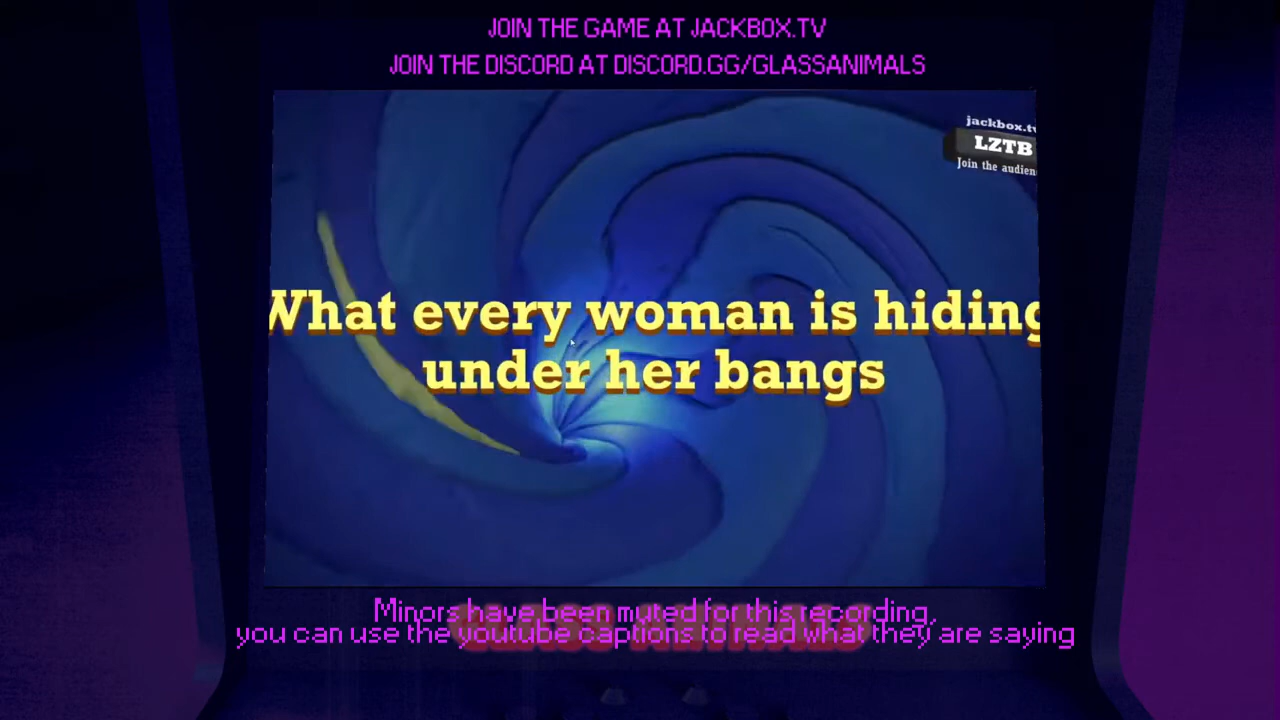 JOIN THE GAME AT JACKBOX.TV
JOIN THE DISCORD AT DISCORD.GG/GLASSANIMALS
jackbox.tv
LZTB
Join the
What every woman is hiding
under her bangs
Minors have been muted for this recording,
you can use the youtube captions to read what they are saying